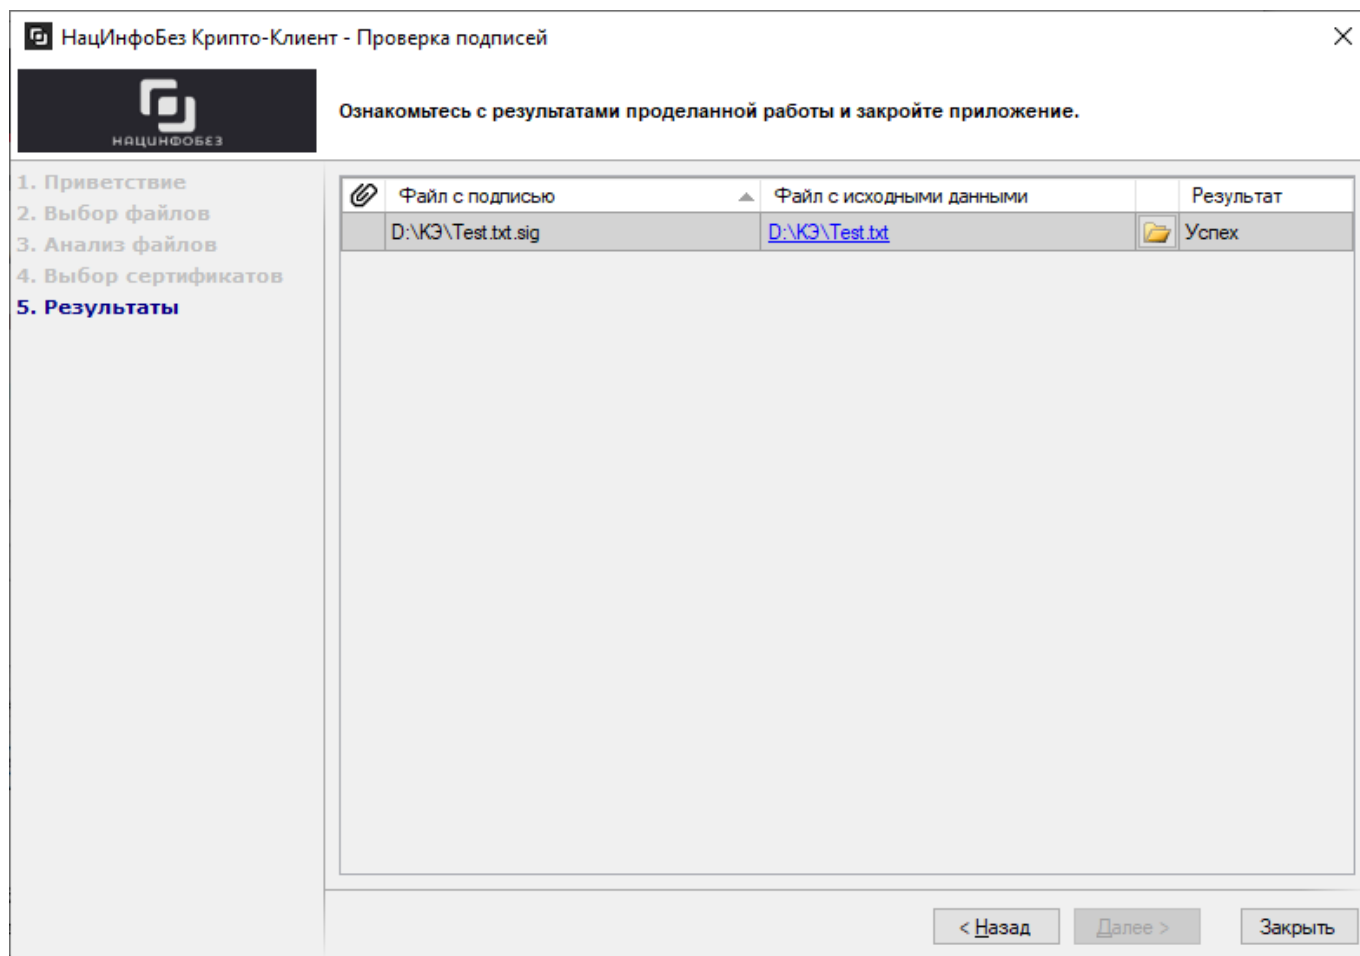 НацИнфоБез Крипто-Клиент - Проверка подписей
НАЦИНФОБЕЗ
Ознакомьтесь с результатами проделанной работы и закройте приложение.
1. Приветствие
2. Выбор файлов
3. Анализ файлов
4. Выбор сертификатов
5. Результаты
Файл с подписью Файл с исходными данными Результат
D:\КЭ\Test.txt.sig D:\КЭ\Test.txt Успех
< Назад Далее > Закрыть